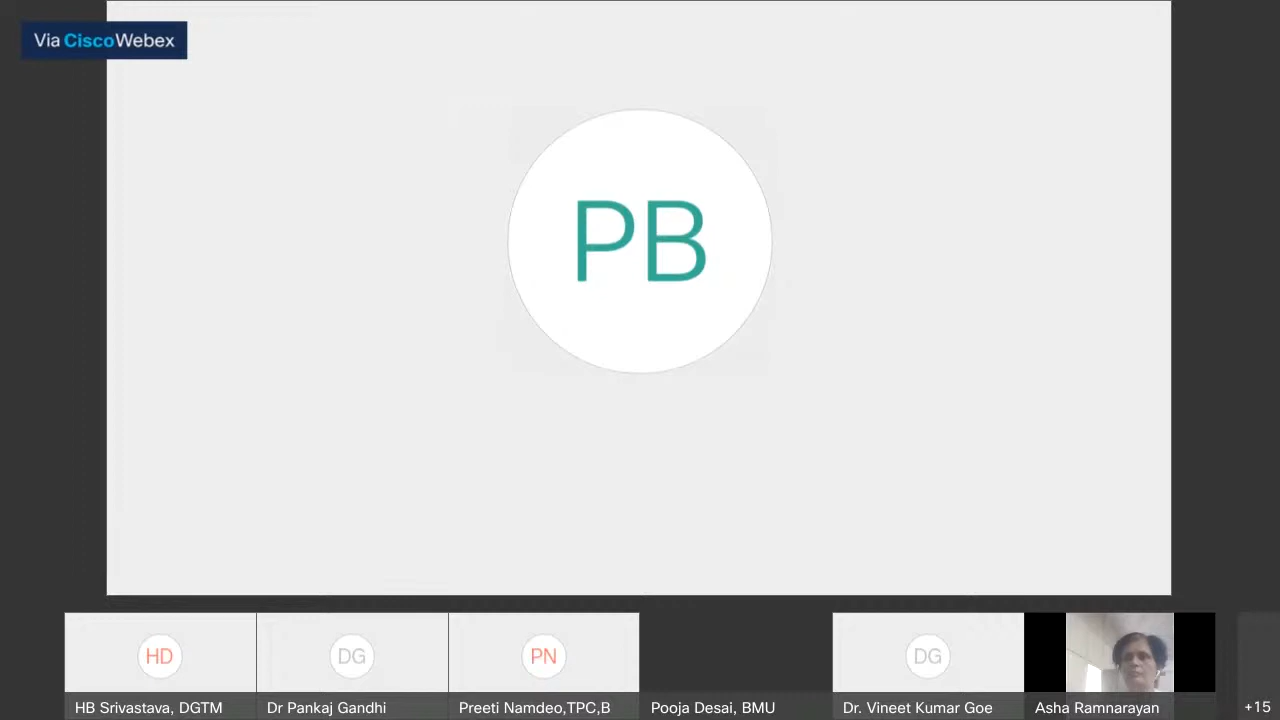 Via CiscoWebex
PB
HD
DG
PN
DG
HB Srivastava, DGTM
Dr Pankaj Gandhi
Preeti Namdeo,TPC,B
Pooja Desai, BMU
Dr. Vineet Kumar Goe
Asha Ramnarayan
+15